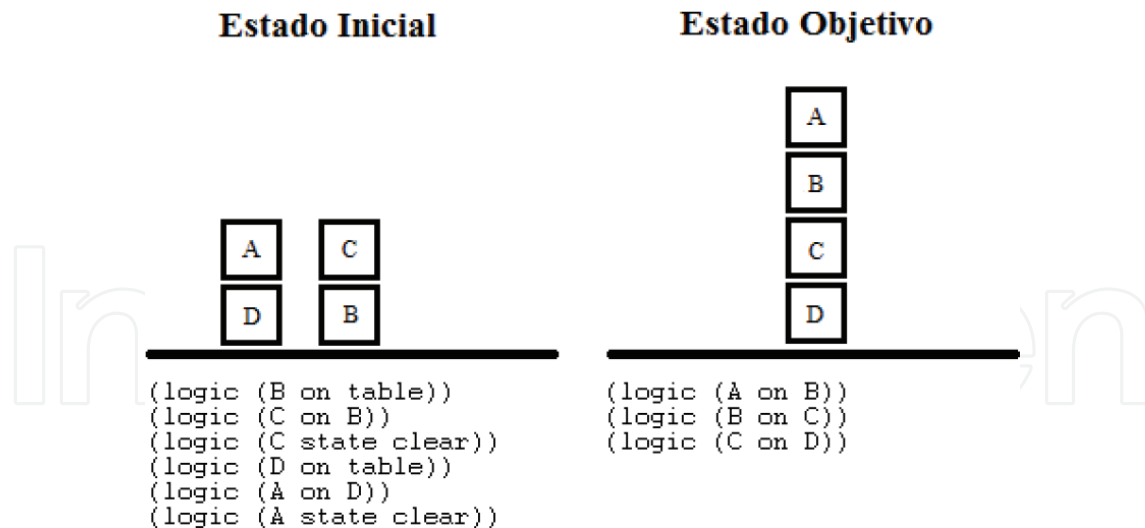 Estado Inicial
Estado Objetivo
A
B
C
D
A
C
D
B
(logic (B on table))
(logic (C on B))
(logic (C state clear))
(logic (D on table))
(logic (A on D))
(logic (A state clear))
(logic (A on B))
(logic (B on C))
(logic (C on D))